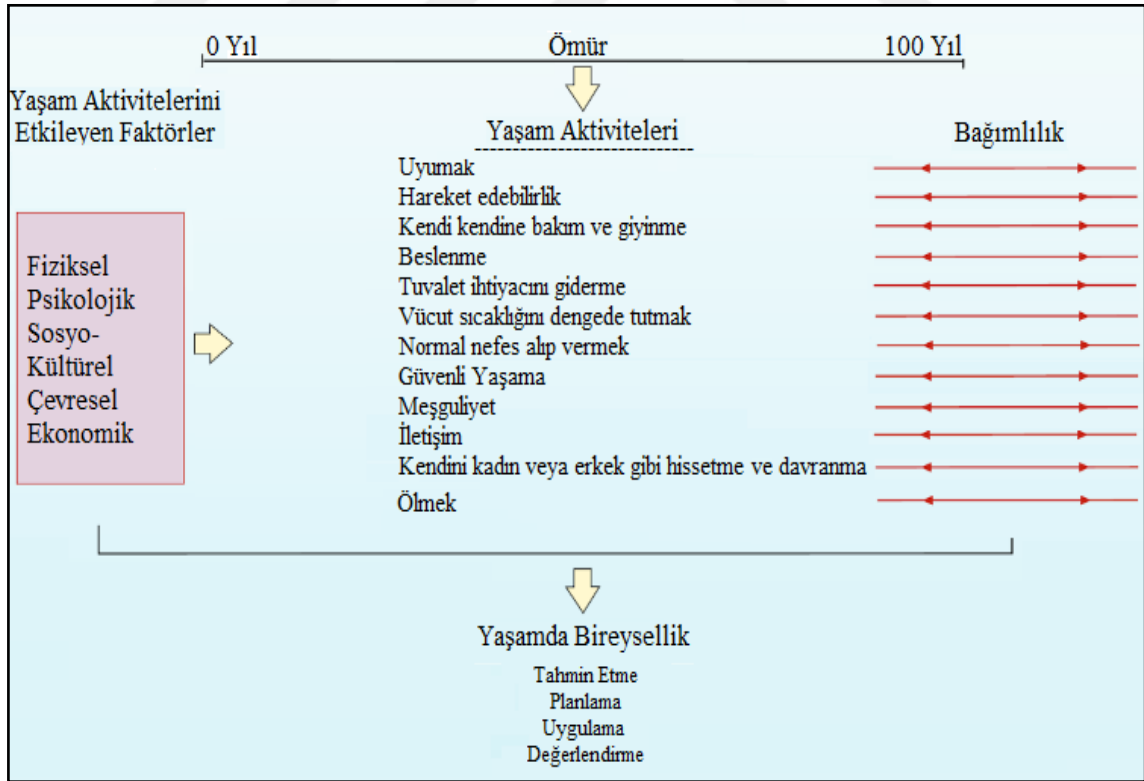 0 Yıl Ömür 100 Yıl
Yaşam Aktivitelerini
Etkileyen Faktörler
Yaşam Aktiviteleri
Bağımlılık
Fiziksel
Psikolojik
Sosyo-
Kültürel
Çevresel
Ekonomik
Uyumak
Hareket edebilirlik
Kendi kendine bakım ve giyinme
Beslenme
Tuvalet ihtiyacını giderme
Vücut sıcaklığını dengede tutmak
Normal nefes alıp vermek
Güvenli Yaşama
Meşguliyet
İletişim
Kendini kadın veya erkek gibi hissetme ve davranma
Ölmek
Yaşamda Bireysellik
Tahmin Etme
Planlama
Uygulama
Değerlendirme